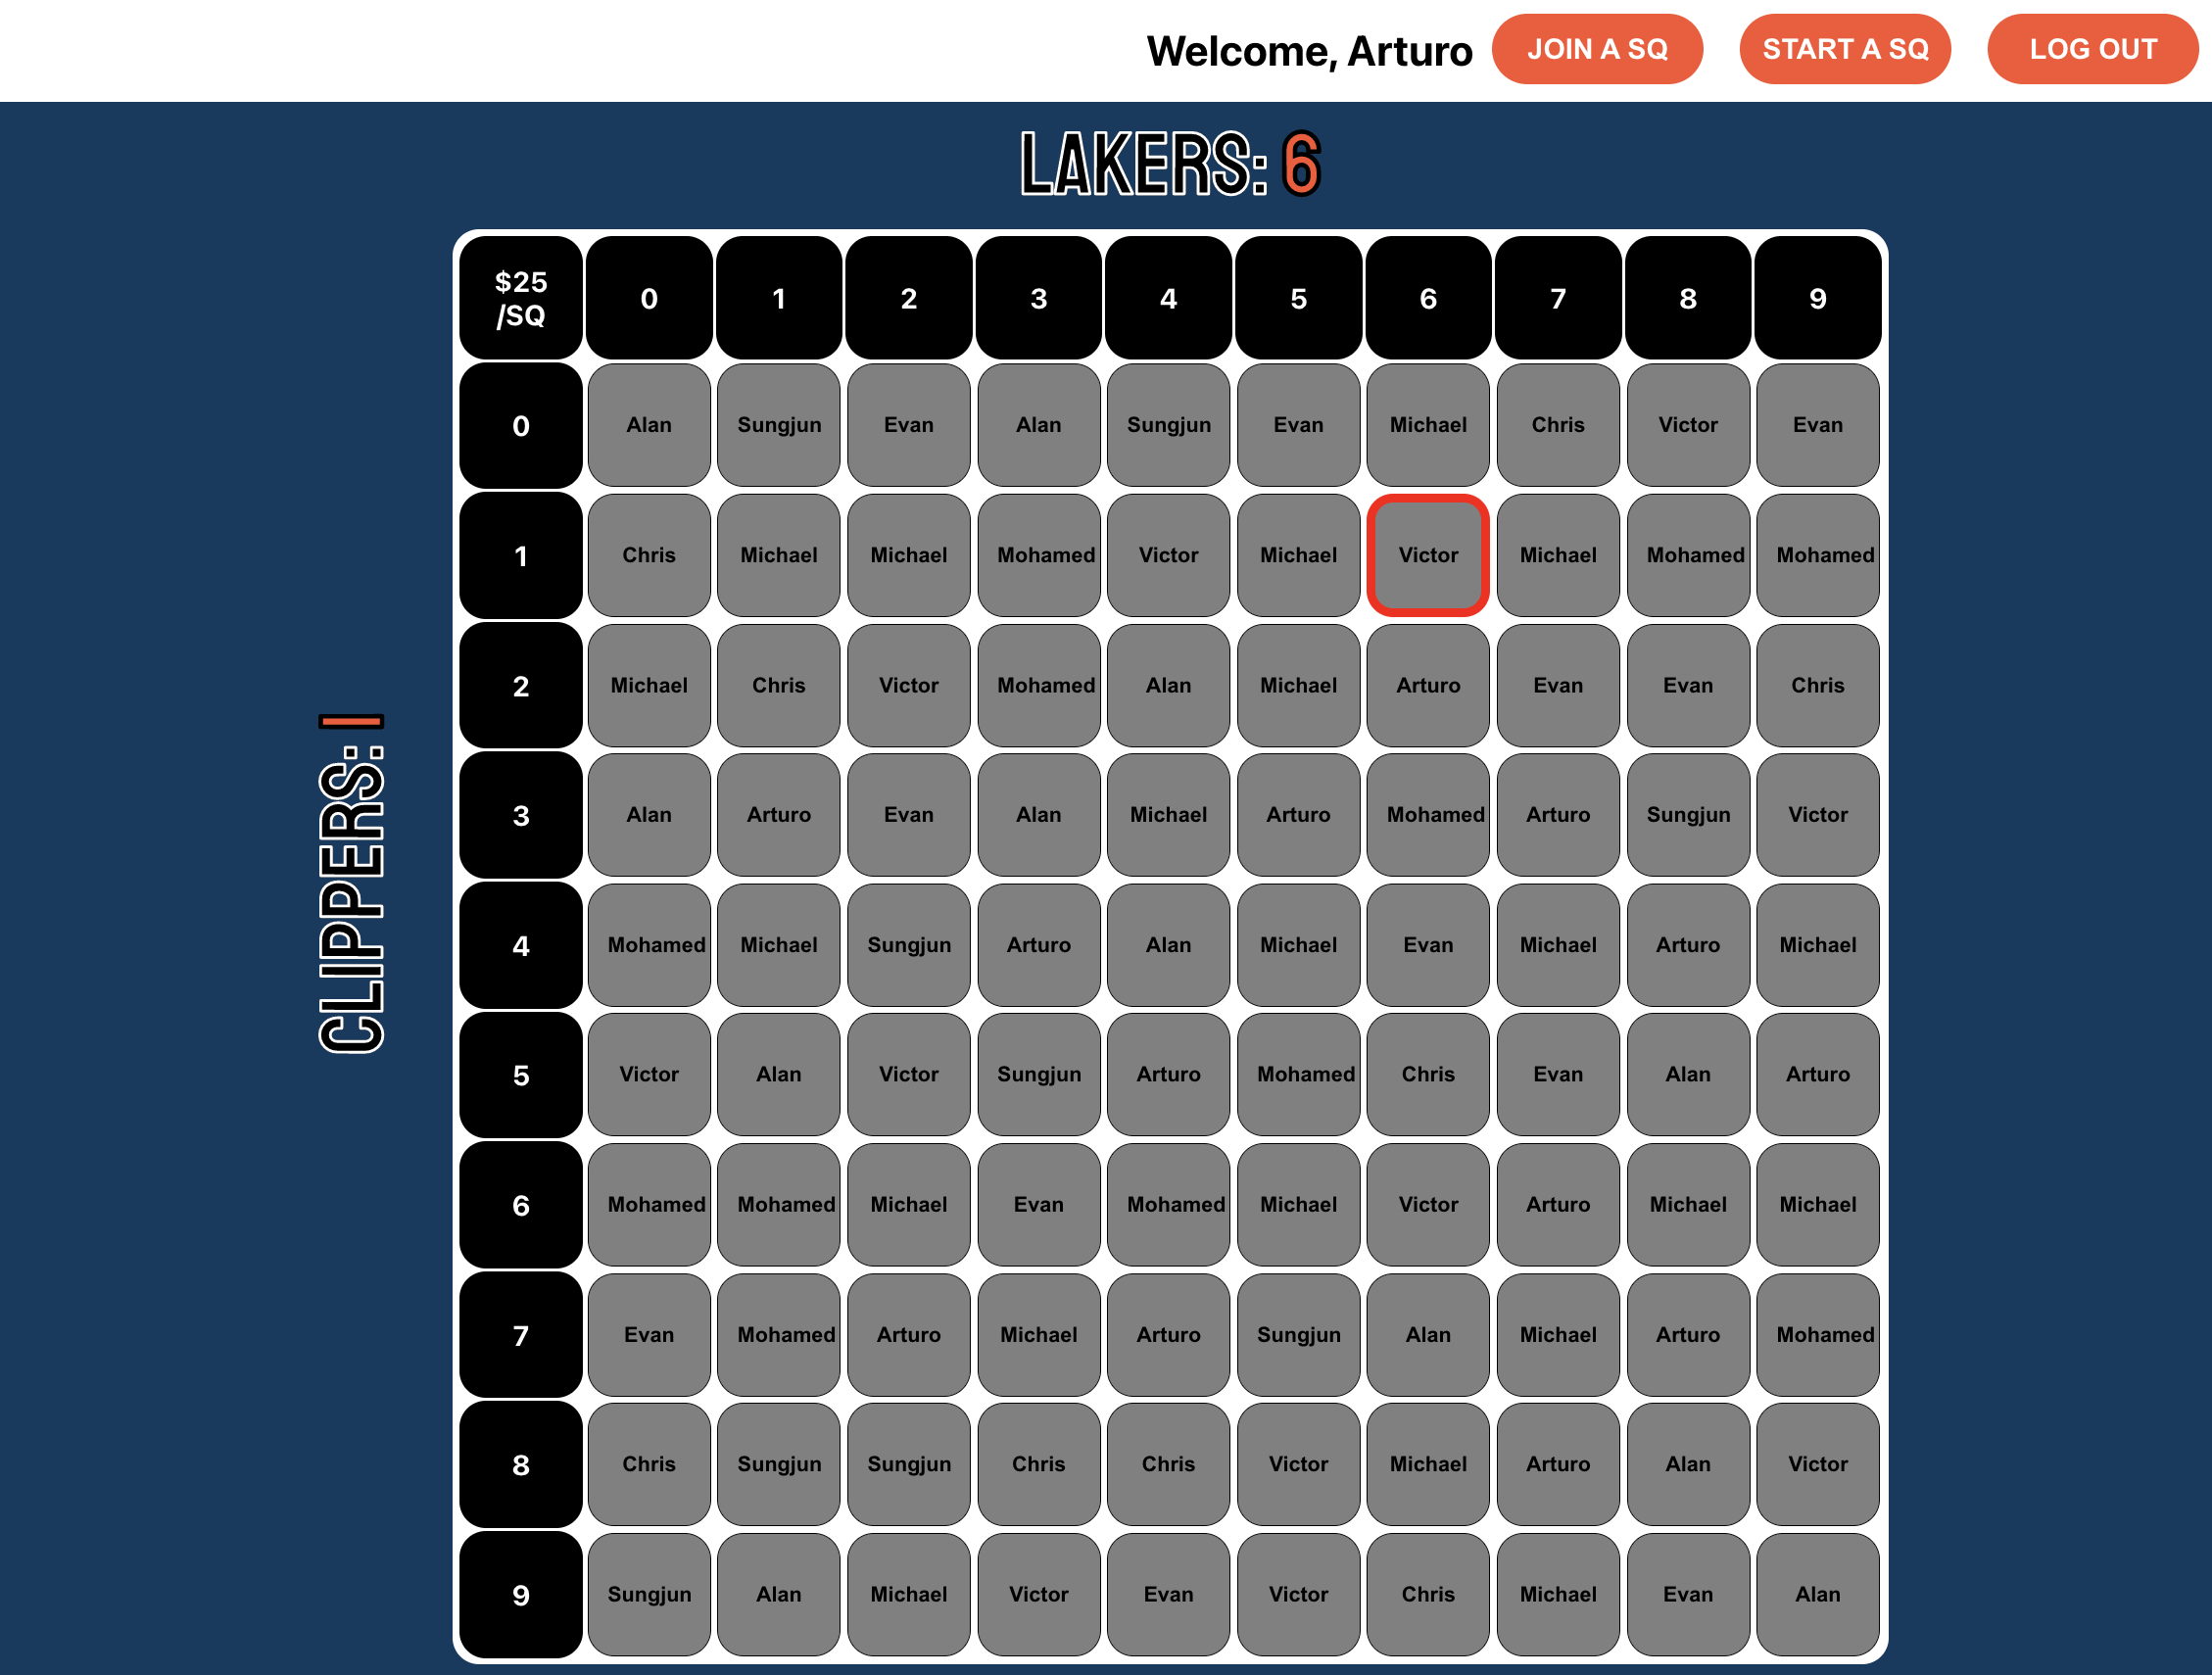 Welcome, Arturo JOIN A SQ START A SQ LOG OUT
LAKERS: 6
CLIPPERS: 1
$25
/SQ 0 1 2 3 4 5 6 7 8 9
0 Alan Sungjun Evan Alan Sungjun Evan Michael Chris Victor Evan
1 Chris Michael Michael Mohamed Victor Michael Victor Michael Mohamed Mohamed
2 Michael Chris Victor Mohamed Alan Michael Arturo Evan Evan Chris
3 Alan Arturo Evan Alan Michael Arturo Mohamed Arturo Sungjun Victor
4 Mohamed Michael Sungjun Arturo Alan Michael Evan Michael Arturo Michael
5 Victor Alan Victor Sungjun Arturo Mohamed Chris Evan Alan Arturo
6 Mohamed Mohamed Michael Evan Mohamed Michael Victor Arturo Michael Michael
7 Evan Mohamed Arturo Michael Arturo Sungjun Alan Michael Arturo Mohamed
8 Chris Sungjun Sungjun Chris Chris Victor Michael Arturo Alan Victor
9 Sungjun Alan Michael Victor Evan Victor Chris Michael Evan Alan